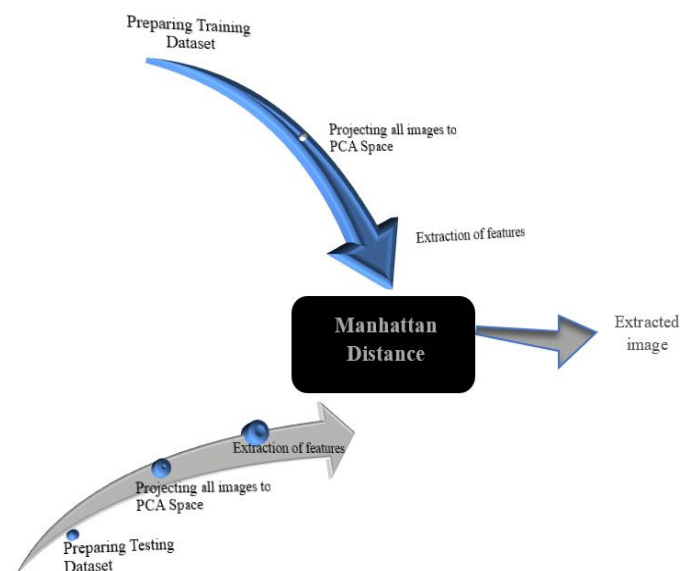 Preparing Training
Dataset
Projecting all images to
PCA Space
Extraction of features
Manhattan
Distance
Extracted
image
Extraction of features
Projecting all images to
PCA Space
Preparing Testing
Dataset